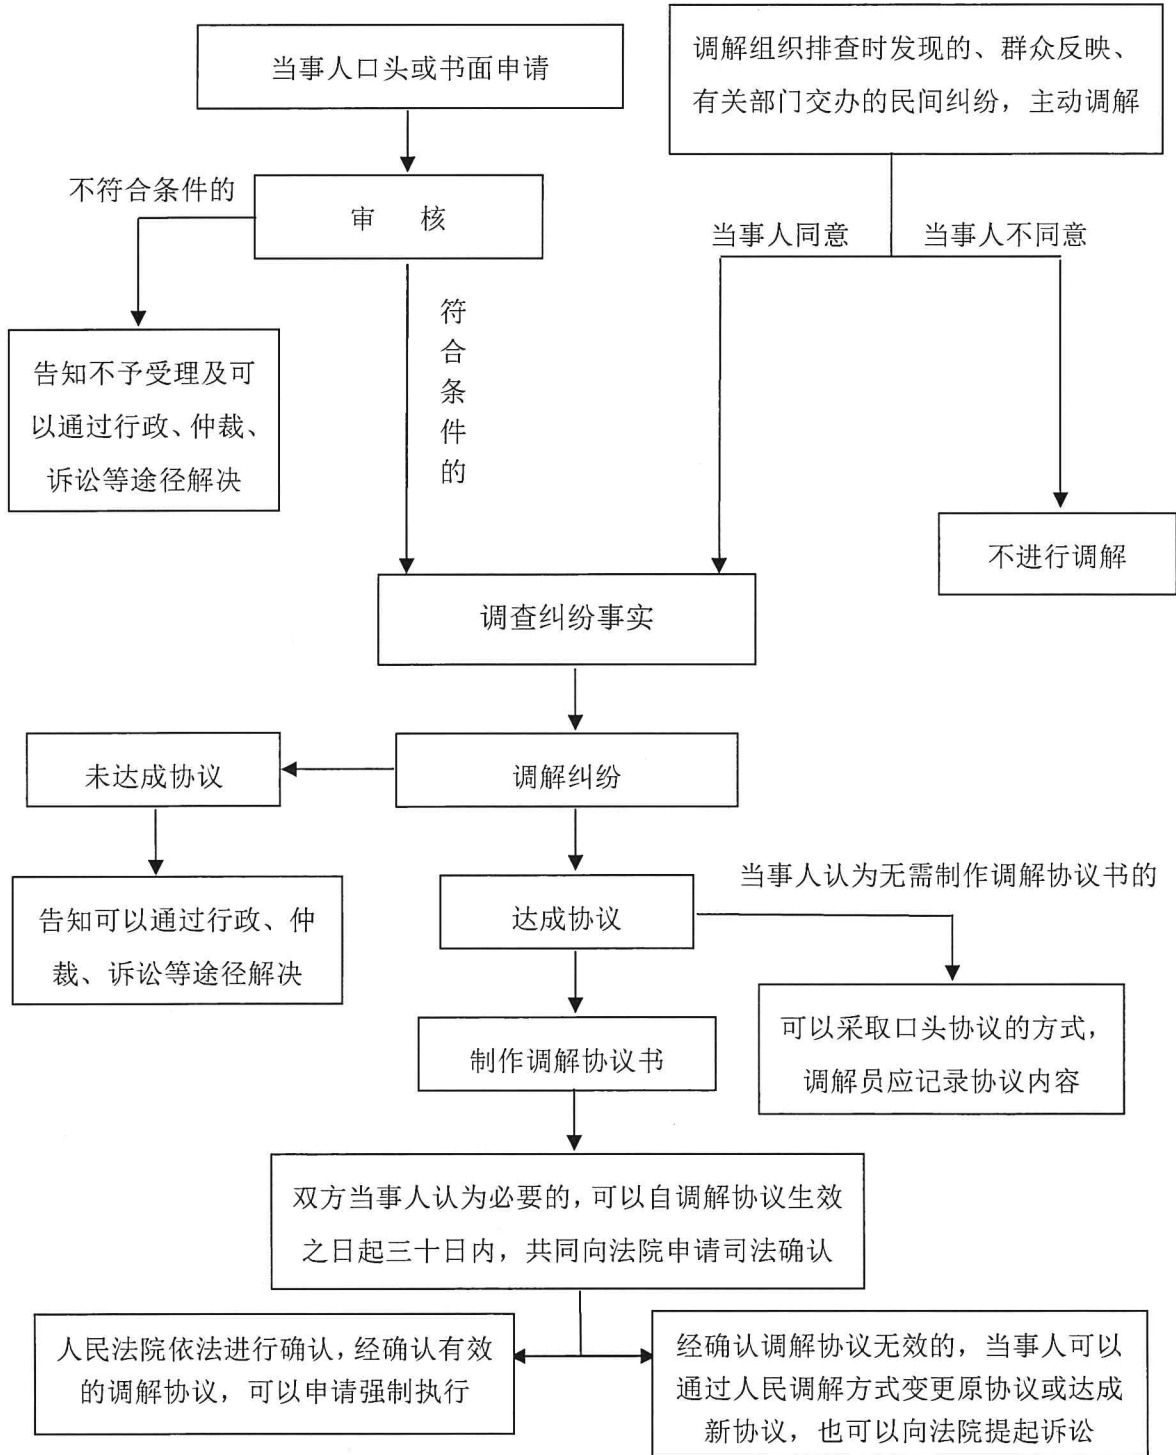 当事人口头或书面申请
调解组织排查时发现的、群众反映、
有关部门交办的民间纠纷，主动调解
不符合条件的
审　核
当事人同意
当事人不同意
符合条件的
告知不予受理及可
以通过行政、仲裁、
诉讼等途径解决
不进行调解
调查纠纷事实
未达成协议
调解纠纷
当事人认为无需制作调解协议书的
告知可以通过行政、仲
裁、诉讼等途径解决
达成协议
可以采取口头协议的方式，
调解员应记录协议内容
制作调解协议书
双方当事人认为必要的，可以自调解协议生效
之日起三十日内，共同向法院申请司法确认
人民法院依法进行确认，经确认有效
的调解协议，可以申请强制执行
经确认调解协议无效的，当事人可以
通过人民调解方式变更原协议或达成
新协议，也可以向法院提起诉讼